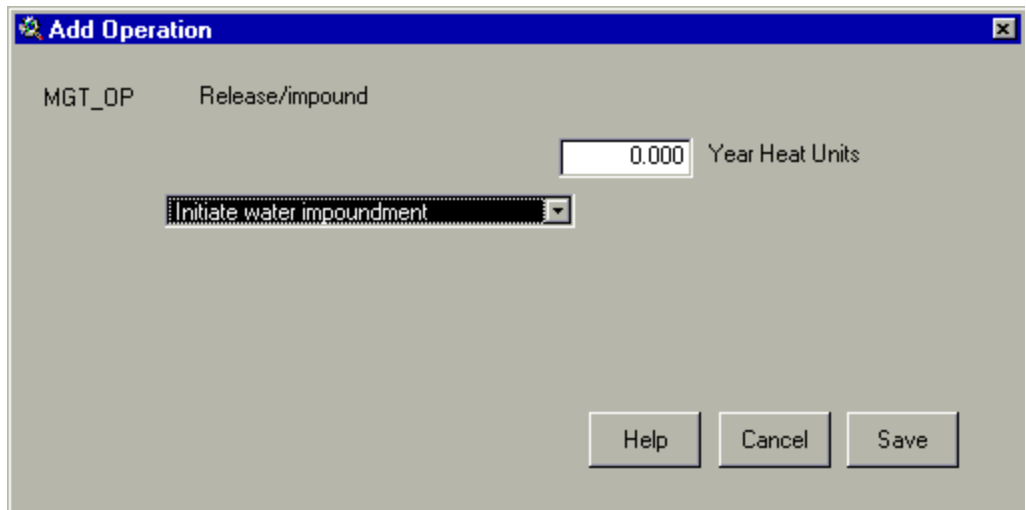 Add Operation
MGT_OP Release/impound
0.000 Year Heat Units
Initiate water impoundment
Help Cancel Save